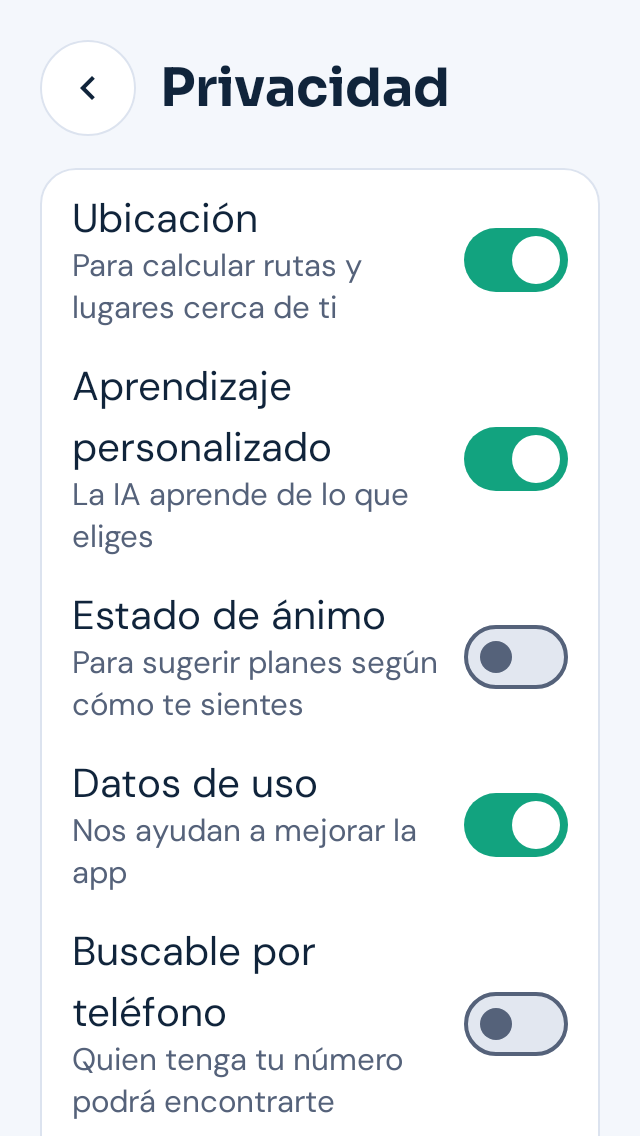 Privacidad
Ubicación
Para calcular rutas y
lugares cerca de ti
Aprendizaje
personalizado
La IA aprende de lo que
eliges
Estado de ánimo
Para sugerir planes según
cómo te sientes
Datos de uso
Nos ayudan a mejorar la
app
Buscable por
teléfono
Quien tenga tu número
podrá encontrarte